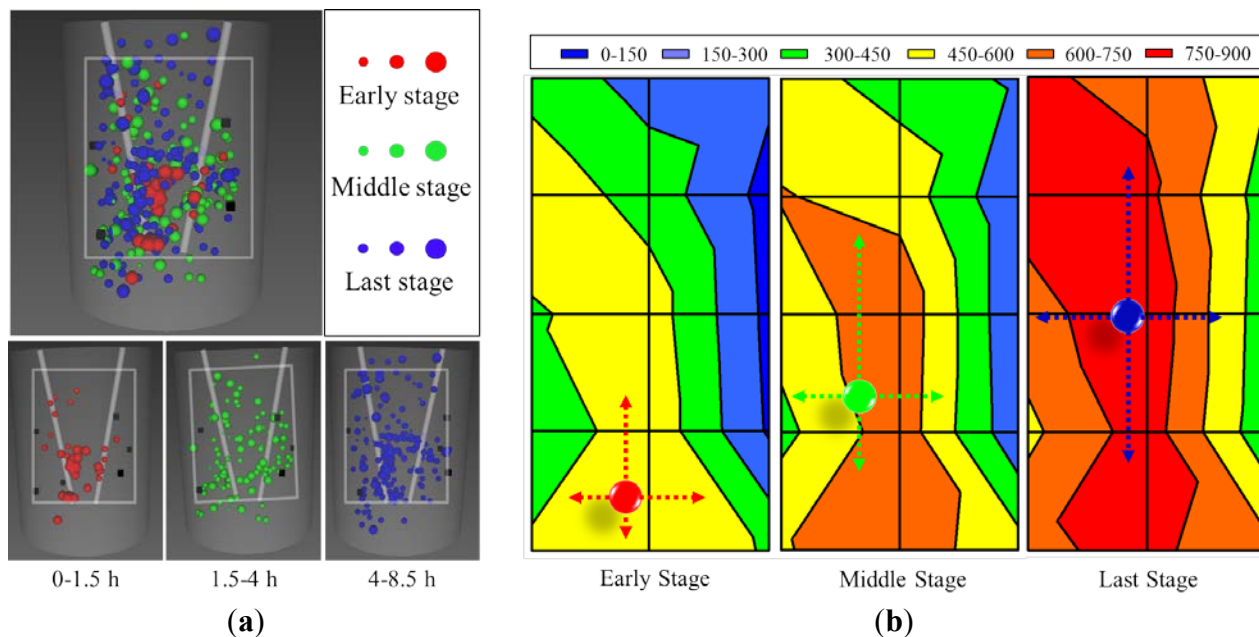 Early stage
Middle stage
Last stage
0-1.5 h
1.5-4 h
4-8.5 h
(a)
0-150 150-300 300-450 450-600 600-750 750-900
Early Stage
Middle Stage
Last Stage
(b)